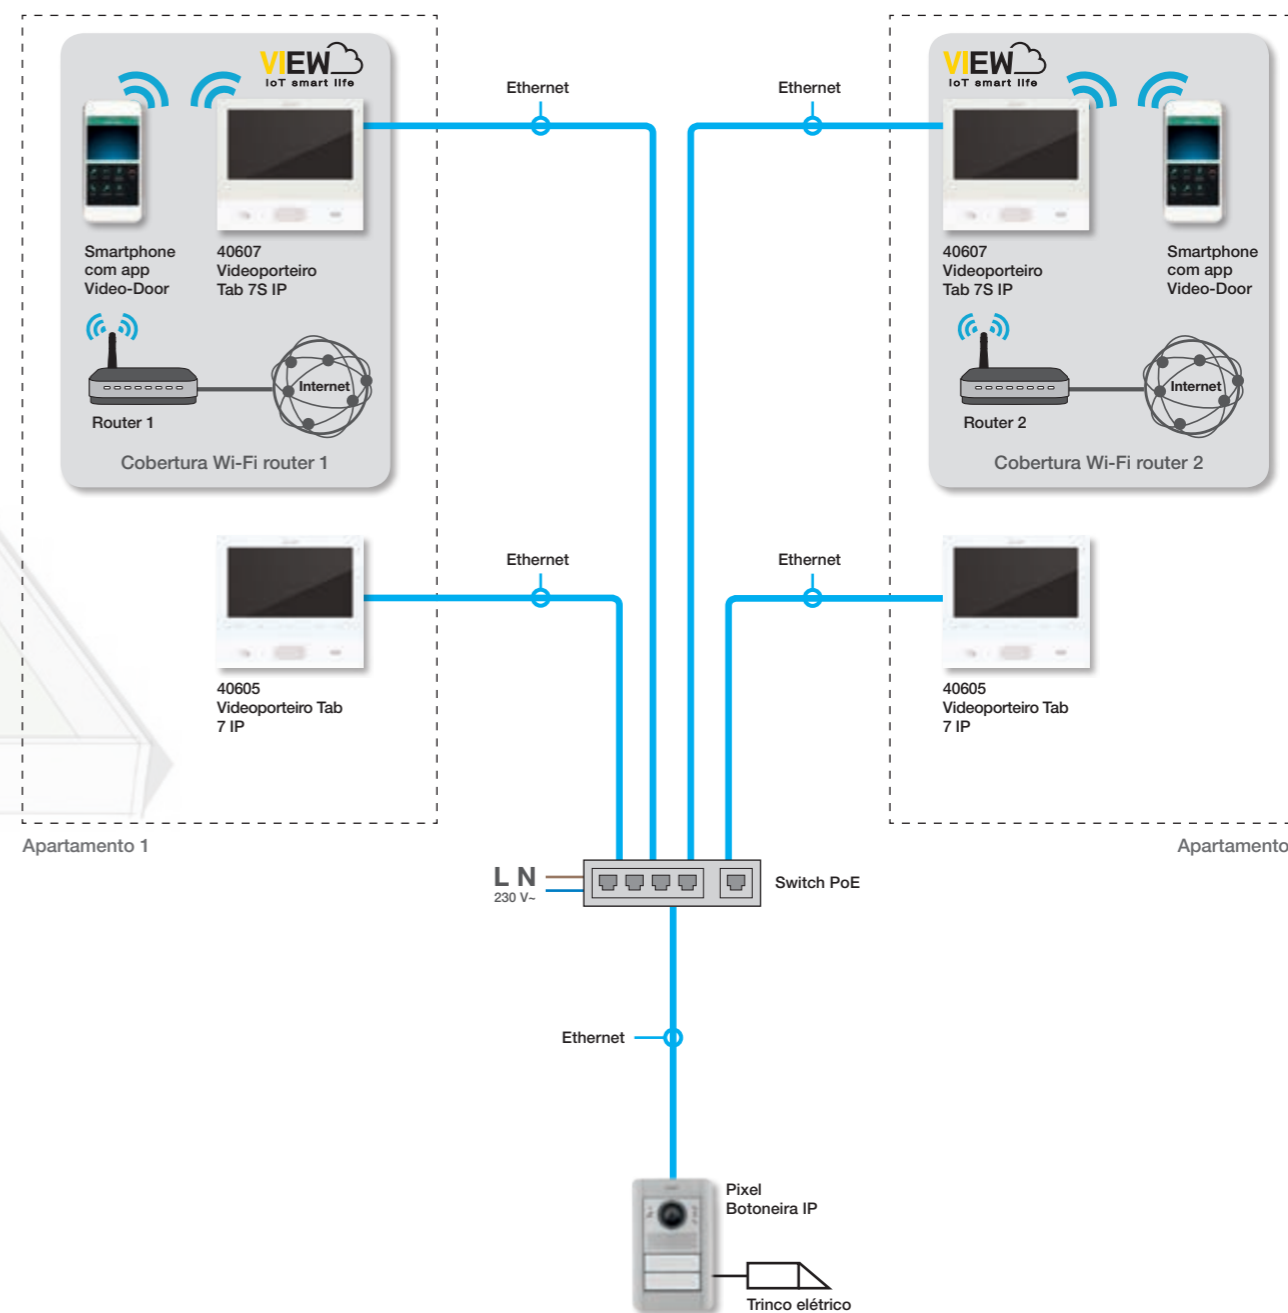 VIEW
IoT smart life
Smartphone
com app
Video-Door
40607
Videoporteiro
Tab 7S IP
Internet
Router 1
Cobertura Wi-Fi router 1
40605
Videoporteiro Tab
7 IP
Apartamento 1
Ethernet
Ethernet
Ethernet
Ethernet
VIEW
IoT smart life
40607
Videoporteiro
Tab 7S IP
Smartphone
com app
Video-Door
Internet
Router 2
Cobertura Wi-Fi router 2
40605
Videoporteiro Tab
7 IP
Apartamento
L N
230 V~
Switch PoE
Ethernet
Pixel
Botoneira IP
Trinco elétrico